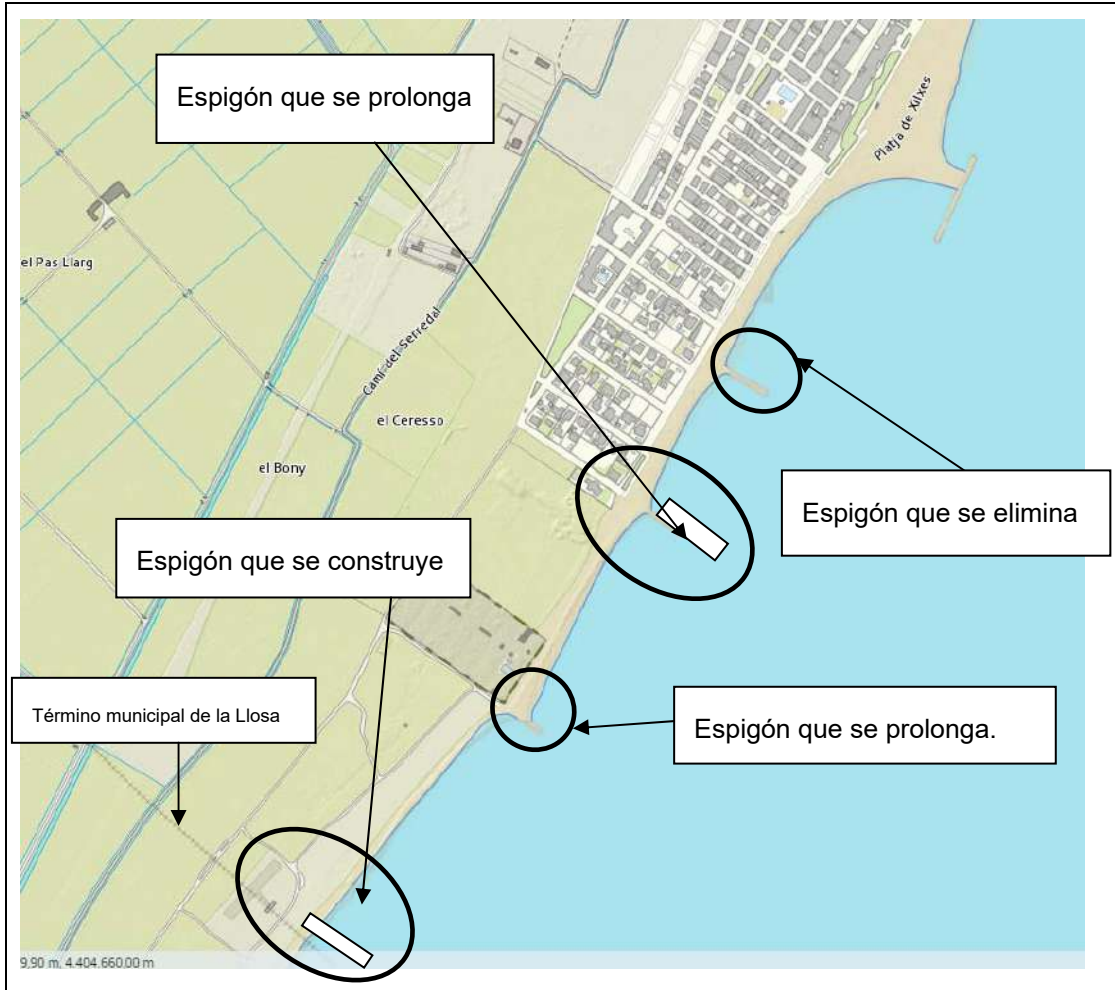 Espigón que se prolonga
Platja de Xilxes
el Pas Llarg
Camí del Serredal
el Ceresso
el Bony
Espigón que se elimina
Espigón que se construye
Término municipal de la Llosa
Espigón que se prolonga.
9,90 m, 4.404.660.00 m